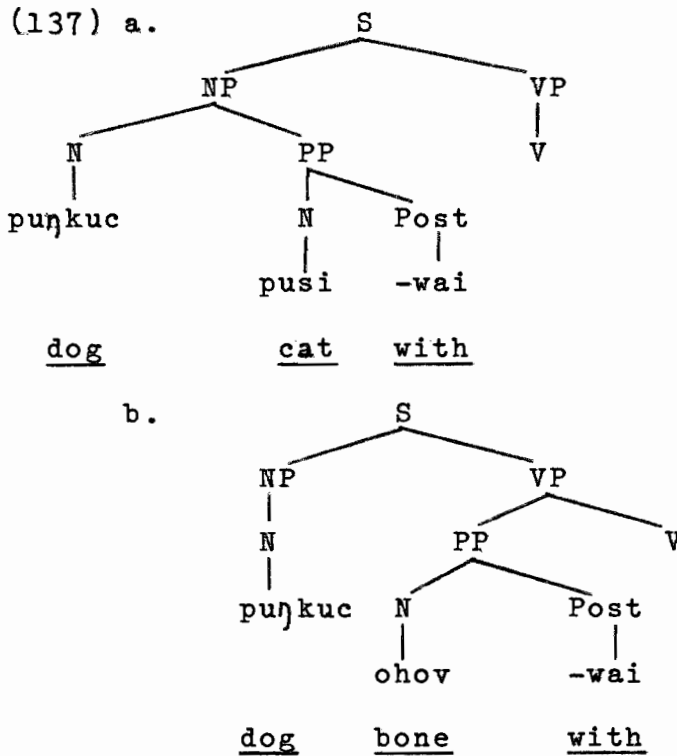 (137) a. S
NP VP
N PP V
puŋkuc N Post
pusi -wai
dog cat with
b. S
NP VP
N PP V
puŋkuc N Post
ohov -wai
dog bone with